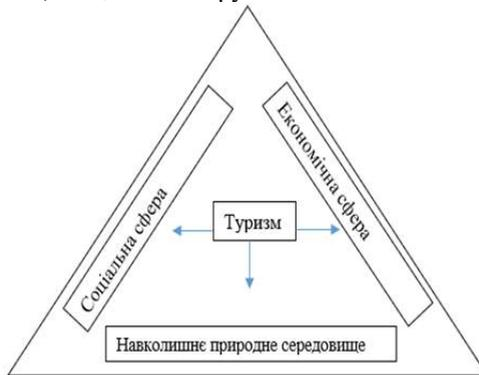 Соціальна сфера
Економічна сфера
Туризм
Навколишнє природне середовище